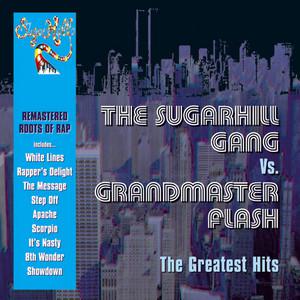 Sugar Hill
REMASTERED
ROOTS OF RAP
includes...
White Lines
Rapper's Delight
The Message
Step Off
Apache
Scorpio
It's Nasty
8th Wonder
Showdown
THE SUGARHILL
GANG
Vs.
GRANDMASTER
FLASH
The Greatest Hits